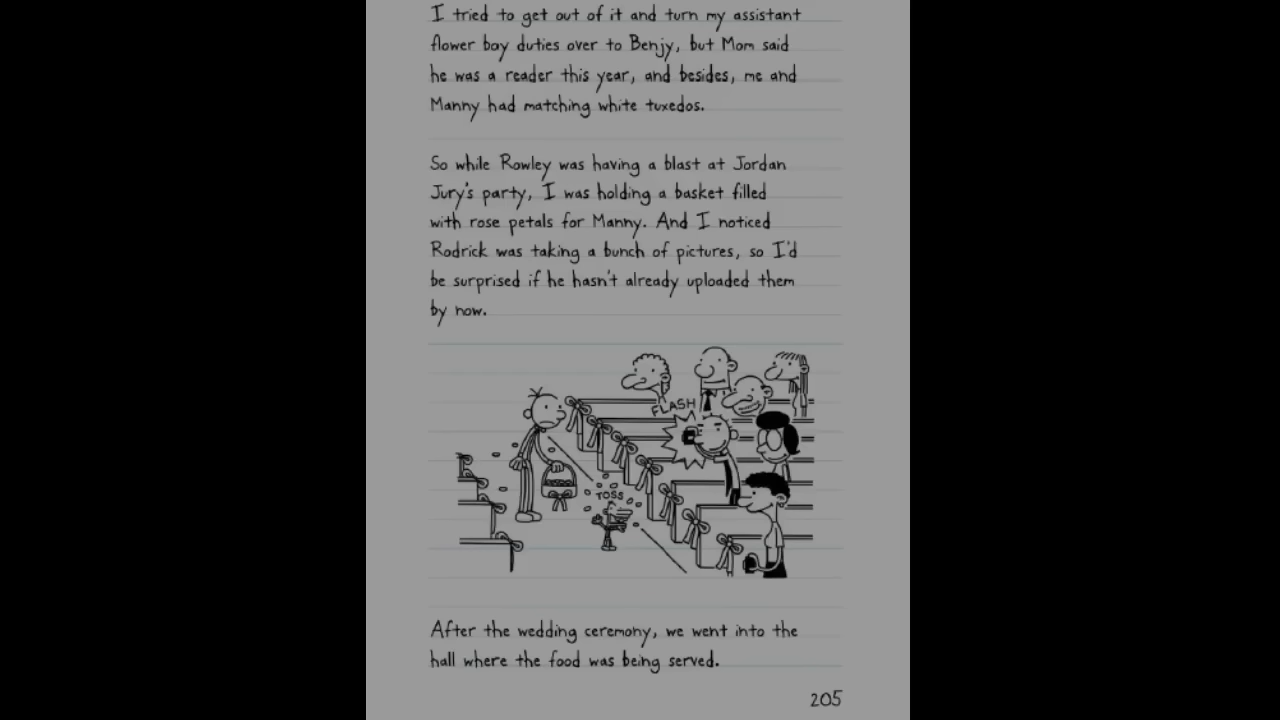 I tried to get out of it and turn my assistant
flower boy duties over to Benjy, but Mom said
he was a reader this year, and besides, me and
Manny had matching white tuxedos.
So while Rowley was having a blast at Jordan
Jury's party, I was holding a basket filled
with rose petals for Manny. And I noticed
Rodrick was taking a bunch of pictures, so I'd
be surprised if he hasn't already uploaded them
by now.
FLASH
TOSS
After the wedding ceremony, we went into the
hall where the food was being served.
205